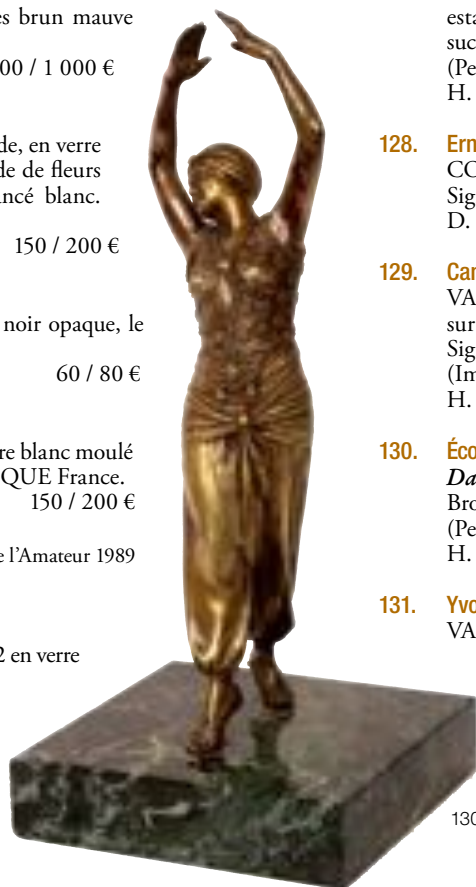 es brun mauve
00 / 1 000 €
de, en verre
de de fleurs
ncé blanc.
150 / 200 €
noir opaque, le
60 / 80 €
re blanc moulé
QUE France.
150 / 200 €
e l’Amateur 1989
2 en verre
esta
suc
(Pe
H.
128. Ern
CO
Sig
D.
129. Car
VA
sur
Sig
(Im
H.
130. Éco
Da
Bro
(Pe
H.
131. Yvo
VA
130